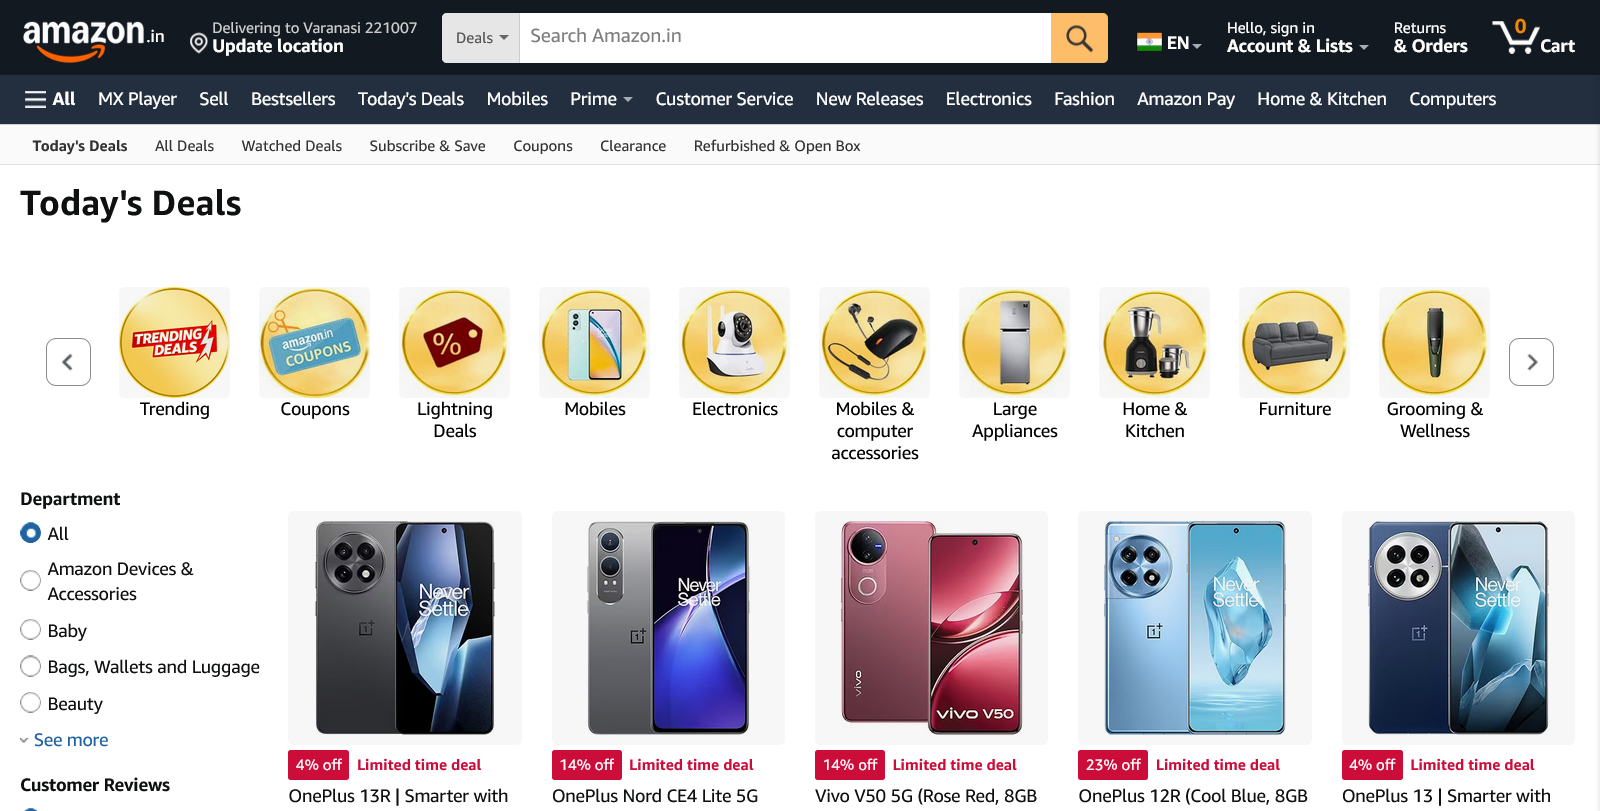 amazon.in
Delivering to Varanasi 221007
Update location
Deals
Search Amazon.in
EN
Hello, sign in
Account & Lists
Returns
& Orders
0
Cart
All
MX Player
Sell
Bestsellers
Today's Deals
Mobiles
Prime
Customer Service
New Releases
Electronics
Fashion
Amazon Pay
Home & Kitchen
Computers
Today's Deals
All Deals
Watched Deals
Subscribe & Save
Coupons
Clearance
Refurbished & Open Box
Today's Deals
TRENDING
DEALS
amazon.in
COUPONS
%
Trending
Coupons
Lightning
Deals
Mobiles
Electronics
Mobiles &
computer
accessories
Large
Appliances
Home &
Kitchen
Furniture
Grooming &
Wellness
Department
All
Amazon Devices &
Accessories
Baby
Bags, Wallets and Luggage
Beauty
See more
Customer Reviews
Never
Settle
4% off
Limited time deal
OnePlus 13R | Smarter with
Never
Settle
14% off
Limited time deal
OnePlus Nord CE4 Lite 5G
vivo
vivo V50
14% off
Limited time deal
Vivo V50 5G (Rose Red, 8GB
Never
Settle
23% off
Limited time deal
OnePlus 12R (Cool Blue, 8GB
Never
Settle
4% off
Limited time deal
OnePlus 13 | Smarter with